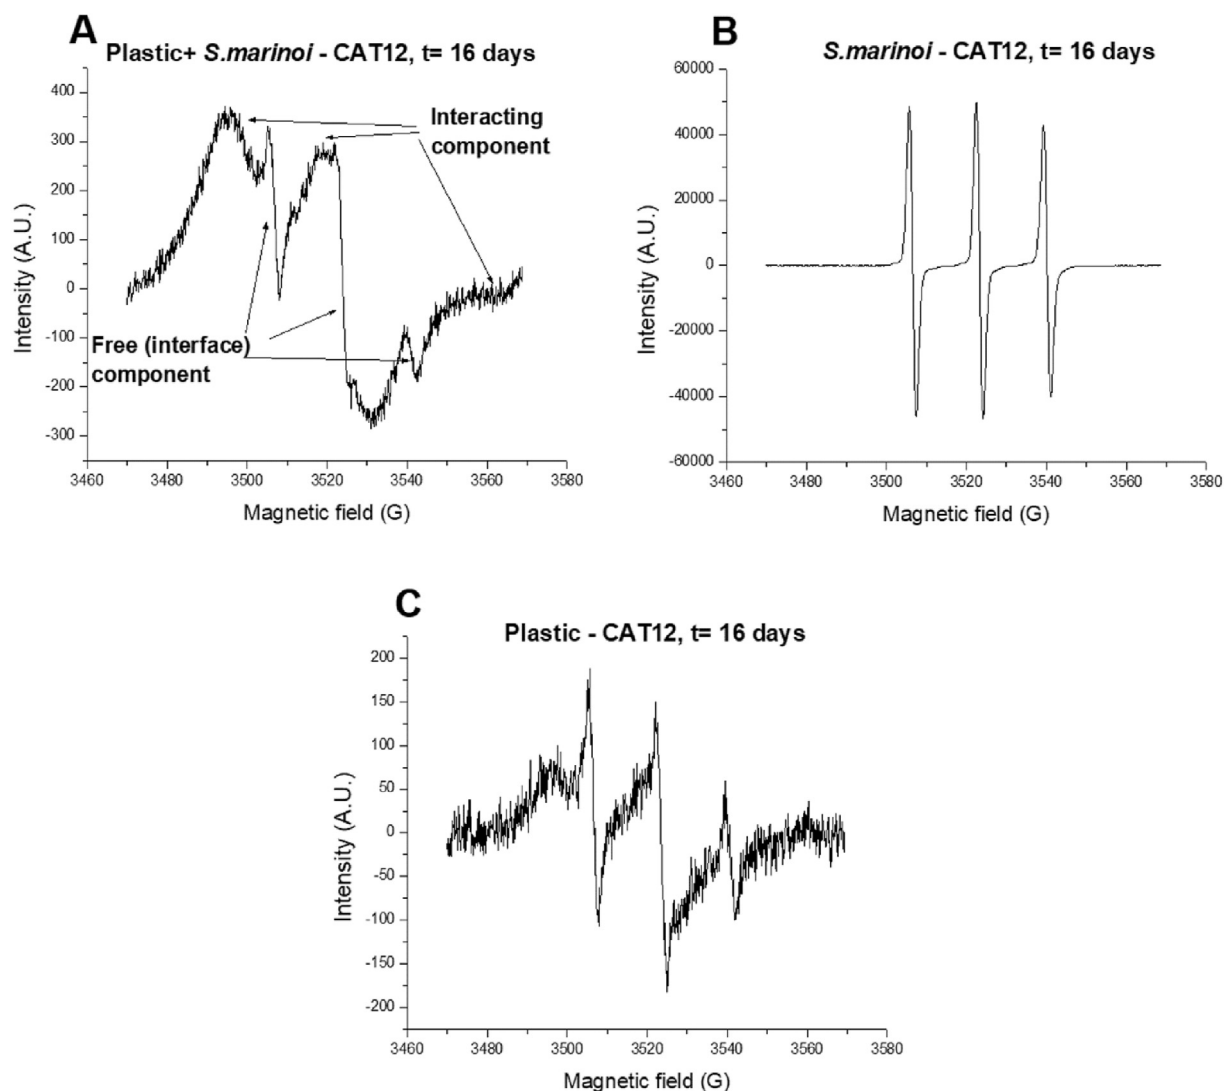 A
Plastic+ S.marinoi - CAT12, t= 16 days
400
300
200
100
0
-100
-200
-300
Intensity (A.U.)
Interacting
component
Free (interface)
component
3460 3480 3500 3520 3540 3560 3580
Magnetic field (G)
B
S.marinoi - CAT12, t= 16 days
60000
40000
20000
0
-20000
-40000
-60000
Intensity (A.U.)
3460 3480 3500 3520 3540 3560 3580
Magnetic field (G)
C
Plastic - CAT12, t= 16 days
200
150
100
50
0
-50
-100
-150
-200
Intensity (A.U.)
3460 3480 3500 3520 3540 3560 3580
Magnetic field (G)